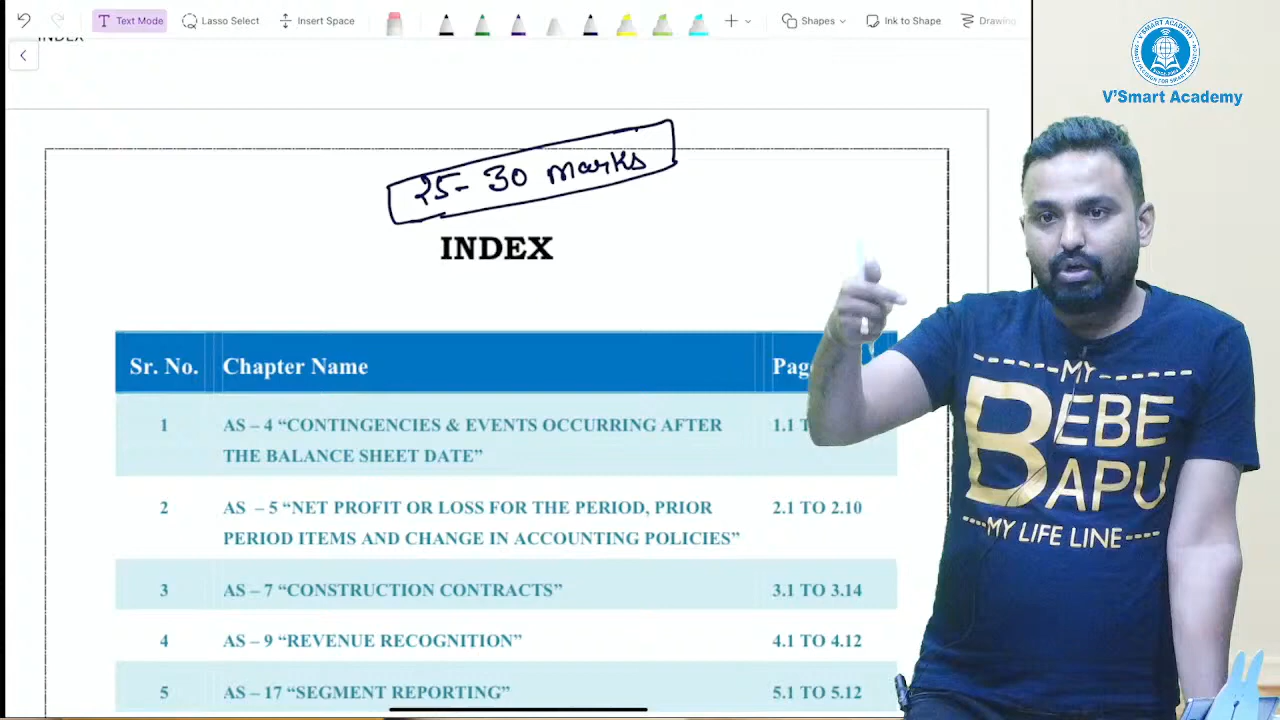 Text Mode
Lasso Select
Insert Space
Shapes
Ink to Shape
Drawing
INDEX
V'SMART ACADEMY
V'Smart Academy
25-30 marks
INDEX
Sr. No. Chapter Name
1 AS – 4 “CONTINGENCIES & EVENTS OCCURRING AFTER 1.1
THE BALANCE SHEET DATE”
2 AS – 5 “NET PROFIT OR LOSS FOR THE PERIOD, PRIOR 2.1 TO 2.10
PERIOD ITEMS AND CHANGE IN ACCOUNTING POLICIES”
3 AS – 7 “CONSTRUCTION CONTRACTS” 3.1 TO 3.14
4 AS – 9 “REVENUE RECOGNITION” 4.1 TO 4.12
5 AS – 17 “SEGMENT REPORTING” 5.1 TO 5.12
MY
BEBE
BAPU
MY LIFE LINE